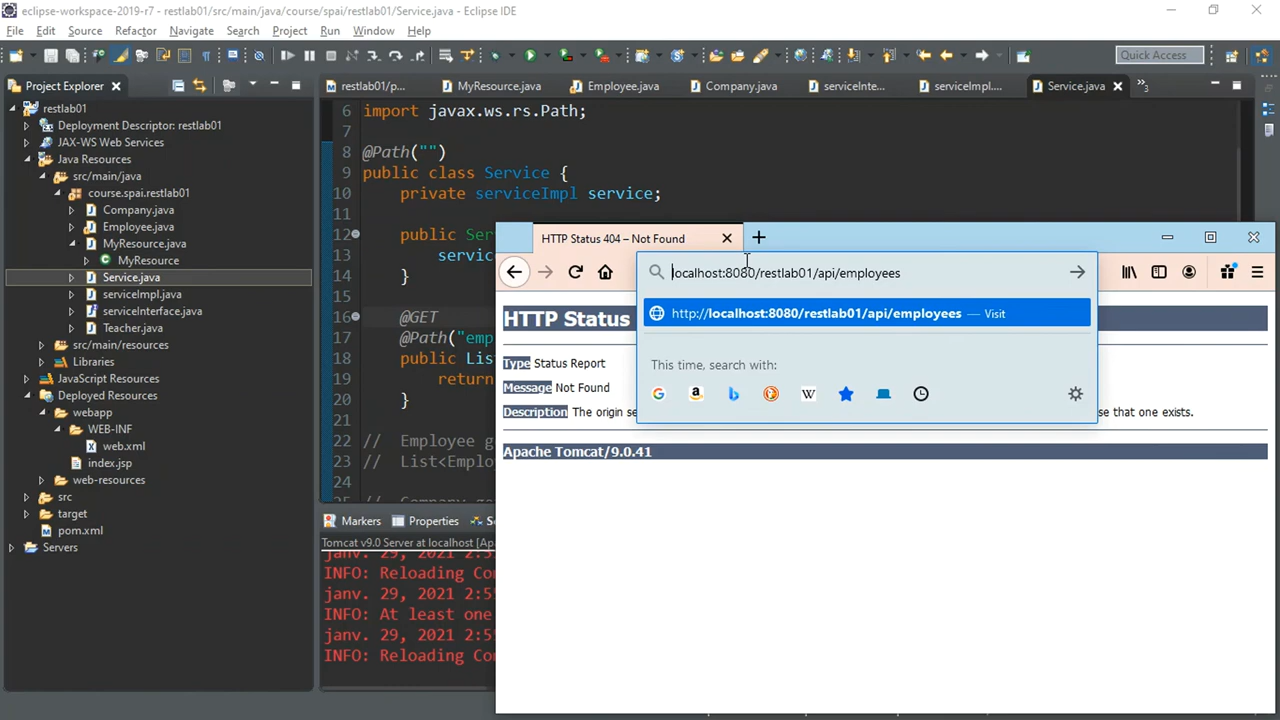 eclipse-workspace-2019-r7 - restlab01/src/main/java/course/spai/restlab01/Service.java - Eclipse IDE
File Edit Source Refactor Navigate Search Project Run Window Help
Quick Access
Project Explorer
restlab01/p... MyResource.java Employee.java Company.java serviceInte... serviceImpl.... Service.java 3
restlab01
Deployment Descriptor: restlab01
JAX-WS Web Services
Java Resources
src/main/java
course.spai.restlab01
Company.java
Employee.java
MyResource.java
MyResource
Service.java
serviceImpl.java
serviceInterface.java
Teacher.java
src/main/resources
Libraries
JavaScript Resources
Deployed Resources
webapp
WEB-INF
web.xml
index.jsp
web-resources
src
target
pom.xml
Servers
6 import javax.ws.rs.Path;
7
8 @Path("")
9 public class Service {
10 private serviceImpl service;
11
12 public Ser
13 servic
14 }
15
16 @GET
17 @Path("emp
18 public Lis
19 return
20 }
21
22 // Employee g
23 // List<Emplo
24
Markers Properties Se
Tomcat v9.0 Server at localhost [Ap
janv. 29, 2021 2:5
INFO: Reloading Con
janv. 29, 2021 2:5
INFO: At least one
janv. 29, 2021 2:5
INFO: Reloading Con
HTTP Status 404 – Not Found
localhost:8080/restlab01/api/employees
http://localhost:8080/restlab01/api/employees — Visit
This time, search with:
HTTP Status
Type Status Report
Message Not Found
Description The origin se
se that one exists.
Apache Tomcat/9.0.41